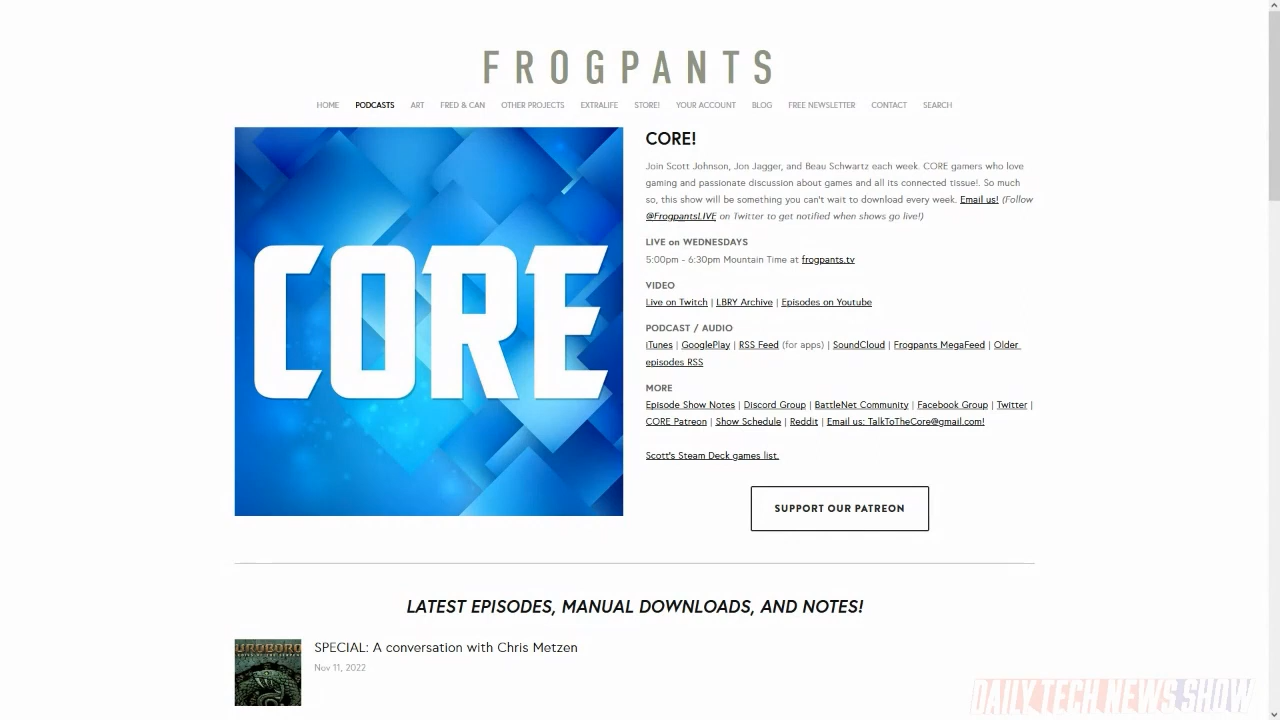 FROGPANTS
HOME PODCASTS ART FRED & CAN OTHER PROJECTS EXTRALIFE STORE! YOUR ACCOUNT BLOG FREE NEWSLETTER CONTACT SEARCH
CORE
CORE!
Join Scott Johnson, Jon Jagger, and Beau Schwartz each week. CORE gamers who love
gaming and passionate discussion about games and all its connected tissue!. So much
so, this show will be something you can't wait to download every week. Email us! (Follow
@FrogpantsLIVE on Twitter to get notified when shows go live!)
LIVE on WEDNESDAYS
5:00pm - 6:30pm Mountain Time at frogpants.tv
VIDEO
Live on Twitch | LBRY Archive | Episodes on Youtube
PODCAST / AUDIO
iTunes | GooglePlay | RSS Feed (for apps) | SoundCloud | Frogpants MegaFeed | Older
episodes RSS
MORE
Episode Show Notes | Discord Group | BattleNet Community | Facebook Group | Twitter |
CORE Patreon | Show Schedule | Reddit | Email us: TalkToTheCore@gmail.com!
Scott's Steam Deck games list.
SUPPORT OUR PATREON
LATEST EPISODES, MANUAL DOWNLOADS, AND NOTES!
SPECIAL: A conversation with Chris Metzen
Nov 11, 2022
DAILY TECH NEWS SHOW